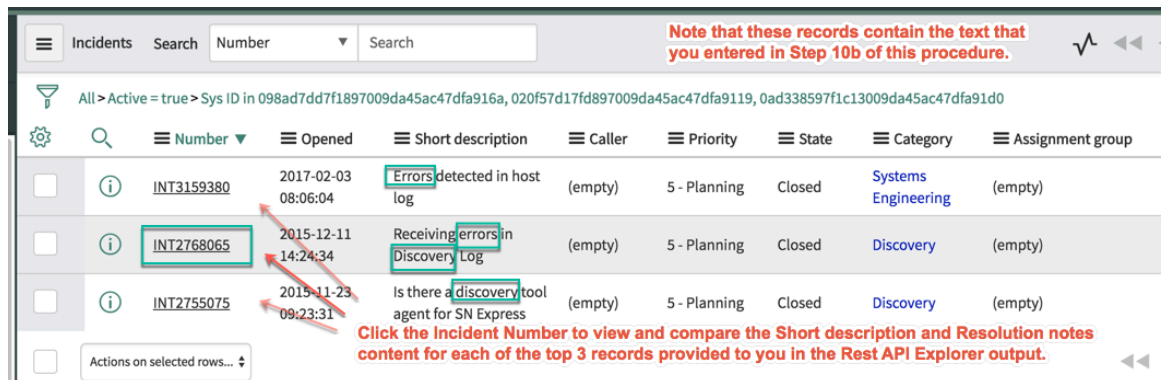 Incidents Search Number Search
Note that these records contain the text that
you entered in Step 10b of this procedure.
All > Active = true > Sys ID in 098ad7dd7f1897009da45ac47dfa916a, 020f57d17fd897009da45ac47dfa9119, 0ad338597f1c13009da45ac47dfa91d0
Number Opened Short description Caller Priority State Category Assignment group
INT3159380 2017-02-03 08:06:04 Errors detected in host log (empty) 5 - Planning Closed Systems Engineering (empty)
INT2768065 2015-12-11 14:24:34 Receiving errors in Discovery Log (empty) 5 - Planning Closed Discovery (empty)
INT2755075 2015-11-23 09:23:31 Is there a discovery tool agent for SN Express (empty) 5 - Planning Closed Discovery (empty)
Click the Incident Number to view and compare the Short description and Resolution notes
content for each of the top 3 records provided to you in the Rest API Explorer output.
Actions on selected rows...